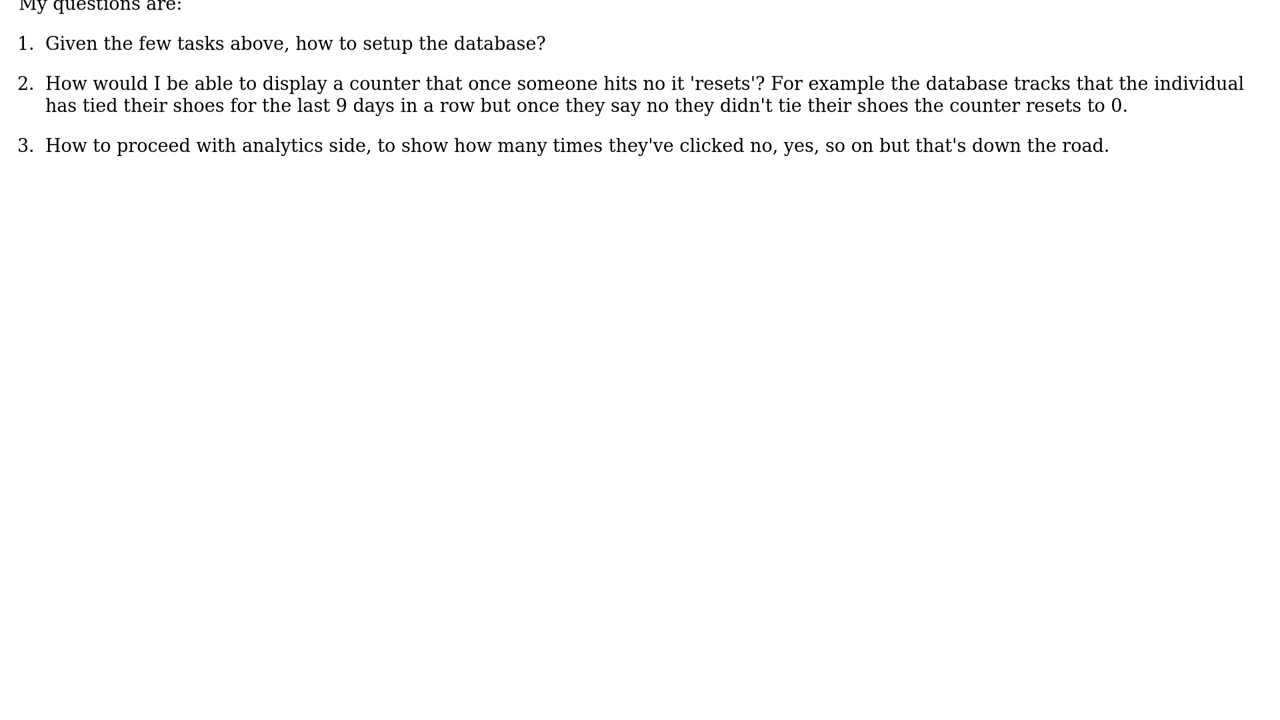 My questions are:
1. Given the few tasks above, how to setup the database?
2. How would I be able to display a counter that once someone hits no it 'resets'? For example the database tracks that the individual
has tied their shoes for the last 9 days in a row but once they say no they didn't tie their shoes the counter resets to 0.
3. How to proceed with analytics side, to show how many times they've clicked no, yes, so on but that's down the road.